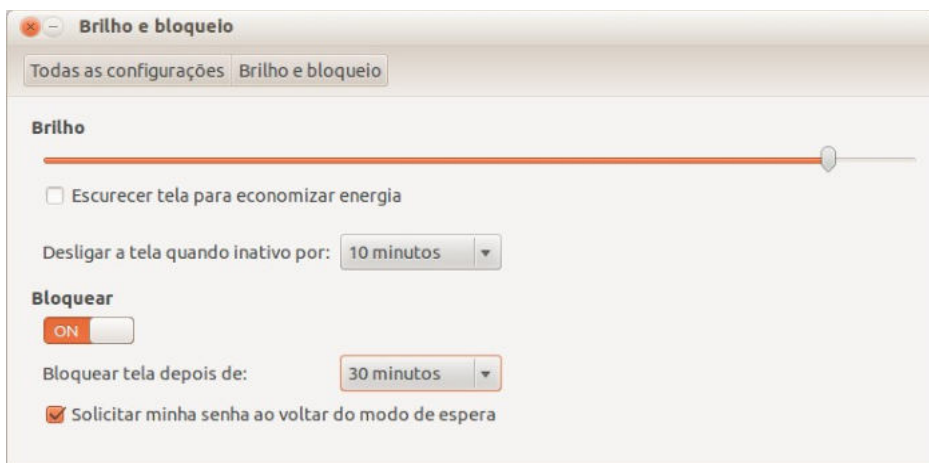 Brilho e bloqueio
Todas as configurações Brilho e bloqueio
Brilho
Escurecer tela para economizar energia
Desligar a tela quando inativo por: 10 minutos
Bloquear
ON
Bloquear tela depois de: 30 minutos
Solicitar minha senha ao voltar do modo de espera